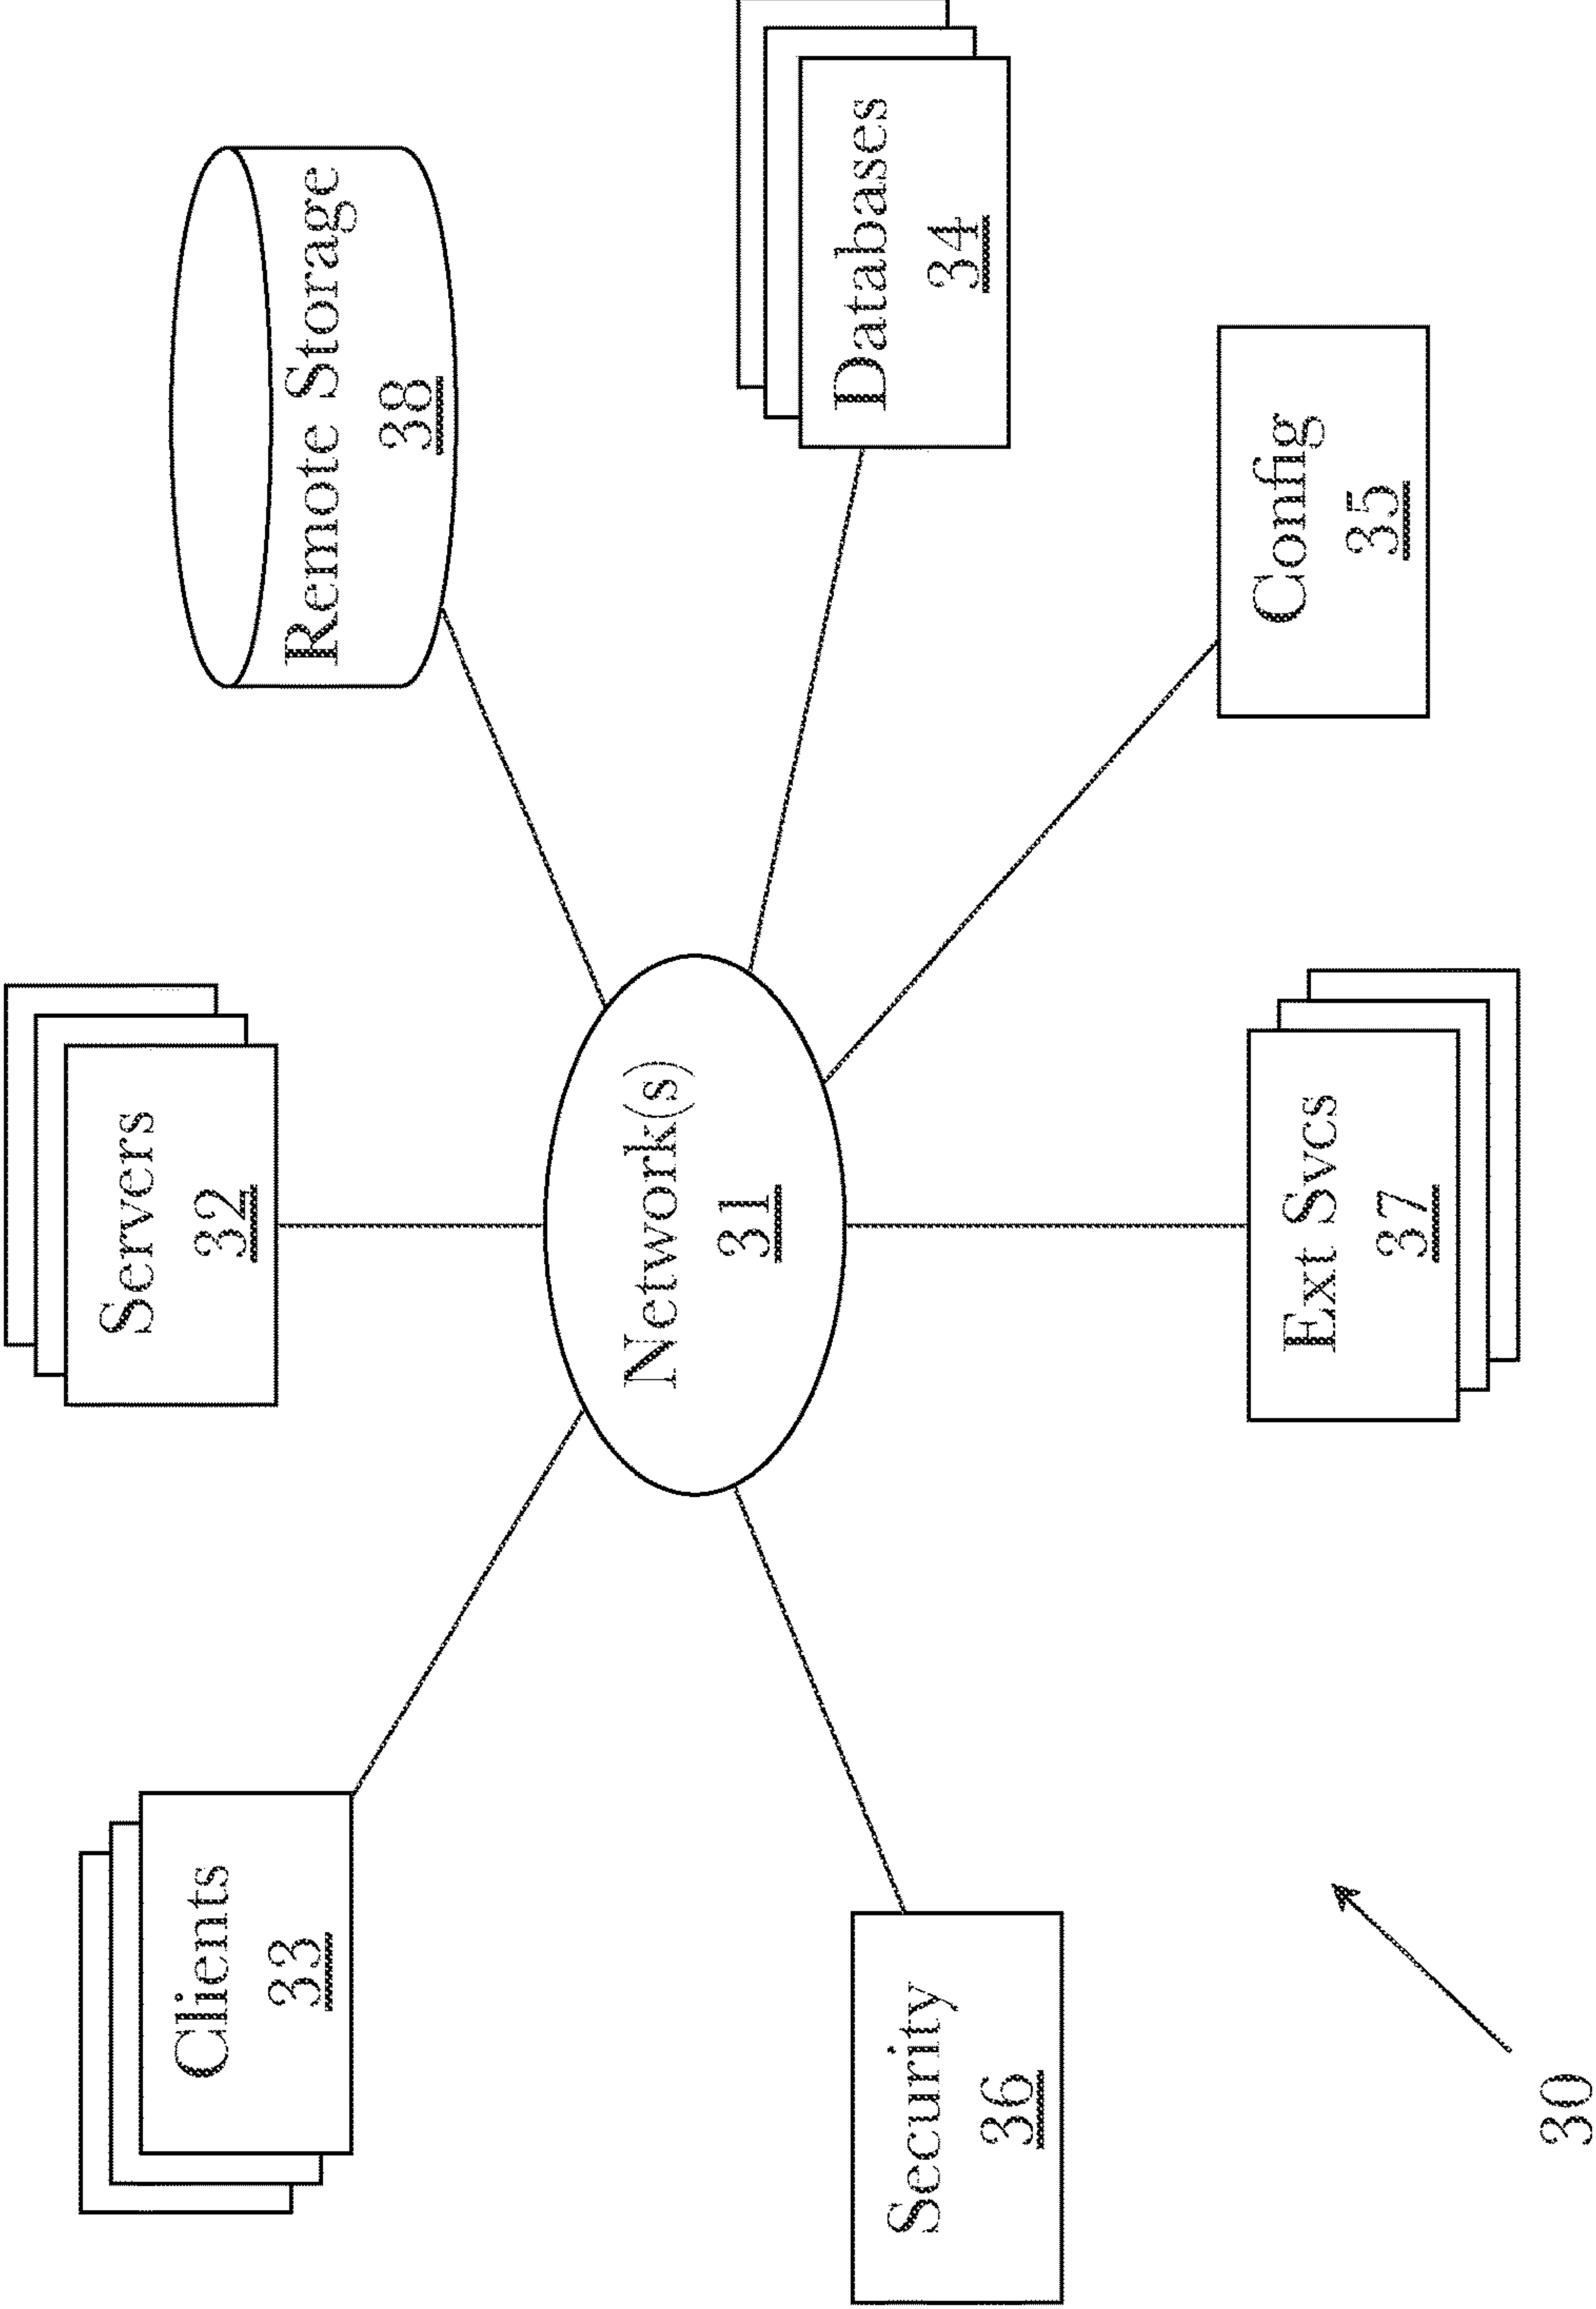 Clients
33
Servers
32
Remote Storage
38
Network(s)
31
Databases
34
Security
36
Ext Svcs
37
Config
35
30